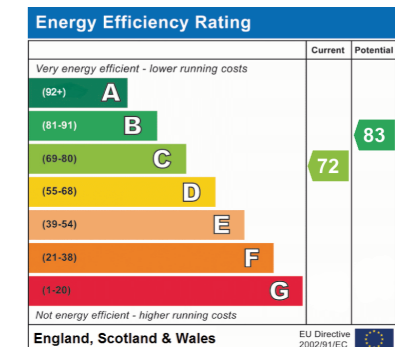 Energy Efficiency Rating
Current Potential
Very energy efficient - lower running costs
(92+) A
(81-91) B
83
(69-80) C
72
(55-68) D
(39-54) E
(21-38) F
(1-20) G
Not energy efficient - higher running costs
England, Scotland & Wales
EU Directive
2002/91/EC